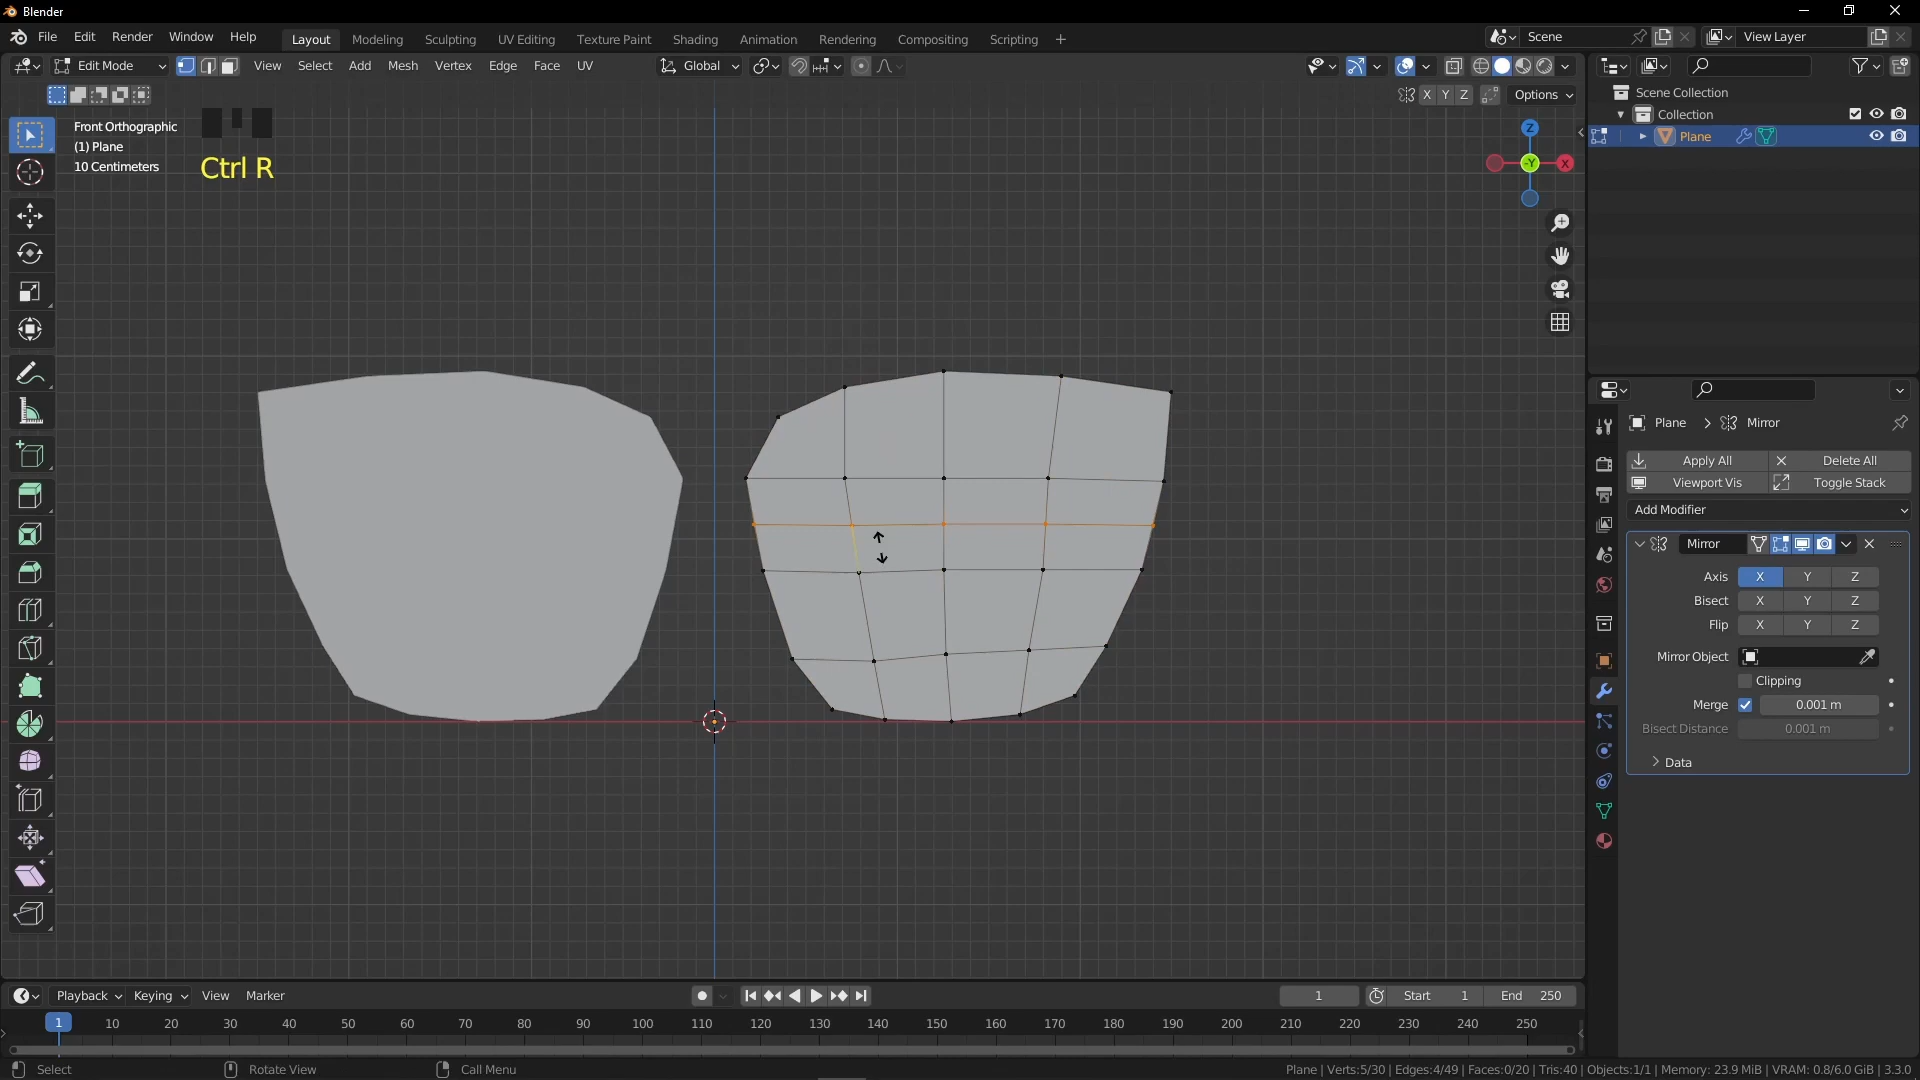 Blender
File Edit Render Window Help Layout Modeling Sculpting UV Editing Texture Paint Shading Animation Rendering Compositing Scripting + Scene View Layer
Edit Mode View Select Add Mesh Vertex Edge Face UV Global
X Y Z Options
Front Orthographic
(1) Plane
10 Centimeters
Ctrl R
Z
-Y
X
Scene Collection
Collection
Plane
Plane > Mirror
Apply All Delete All
Viewport Vis Toggle Stack
Add Modifier
Mirror
Axis X Y Z
Bisect X Y Z
Flip X Y Z
Mirror Object
Clipping
Merge 0.001 m
Bisect Distance 0.001 m
Data
Playback Keying View Marker 1 Start 1 End 250
1 10 20 30 40 50 60 70 80 90 100 110 120 130 140 150 160 170 180 190 200 210 220 230 240 250
Select Rotate View Call Menu Plane | Verts:5/30 | Edges:4/49 | Faces:0/20 | Tris:40 | Objects:1/1 | Memory: 23.9 MiB | VRAM: 0.8/6.0 GiB | 3.3.0